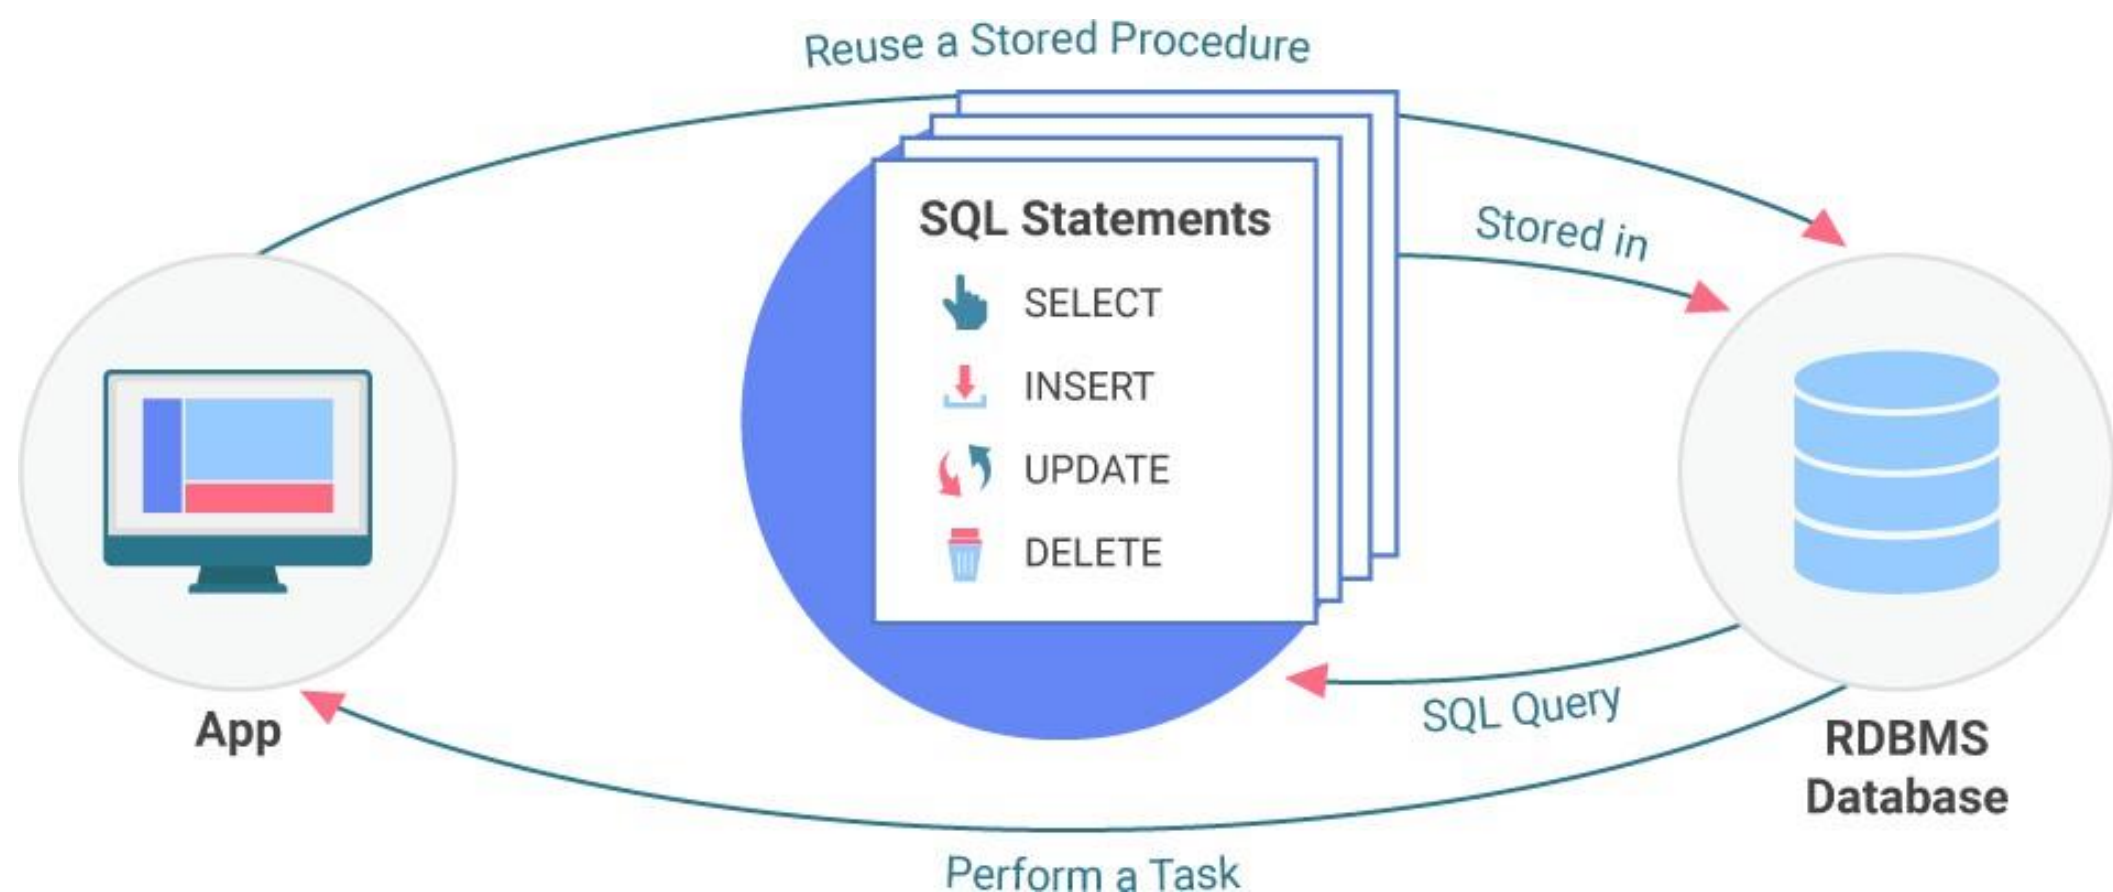 Reuse a Stored Procedure
SQL Statements
SELECT
INSERT
UPDATE
DELETE
Stored in
SQL Query
App
RDBMS
Database
Perform a Task